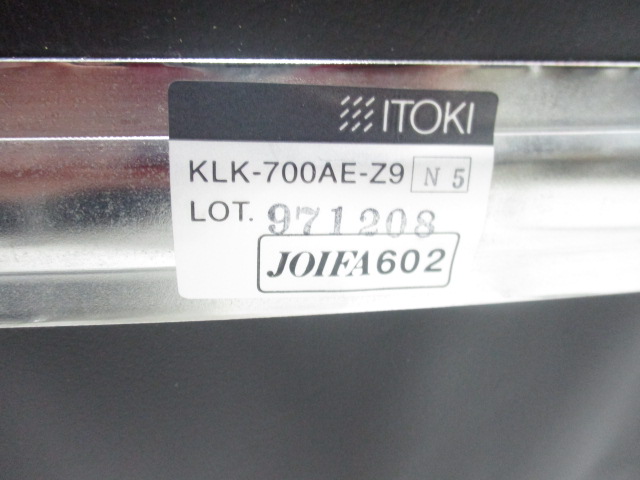 ITOKI
KLK-700AE-Z9 N 5
LOT. 971208
JOIFA602